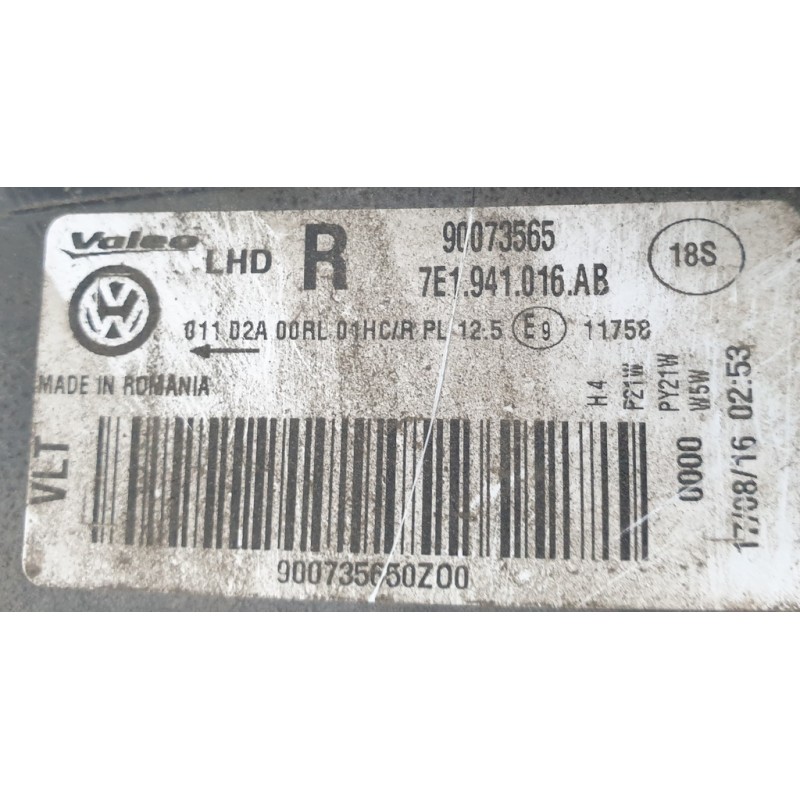 Valeo LHD R 90073565 18S
7E1.941.016.AB
011 02A 00RL 01HC/R PL 12.5 E9 11758
MADE IN ROMANIA
VLT
900735650Z00
H4
P21W
PY21W
W5W
0000
17/08/16 02:53